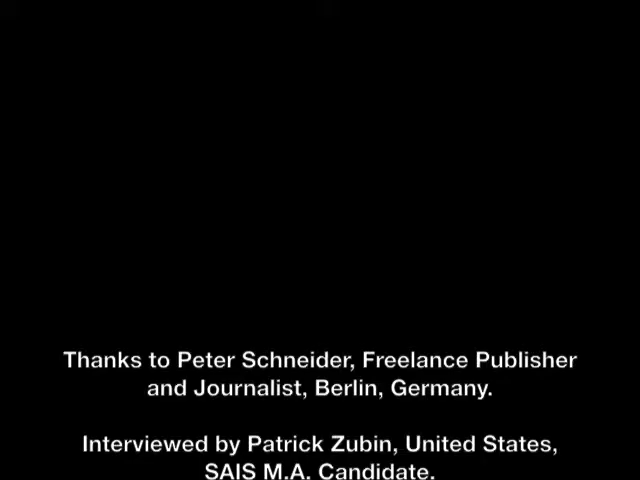 Thanks to Peter Schneider, Freelance Publisher
and Journalist, Berlin, Germany.
Interviewed by Patrick Zubin, United States,
SAIS M.A. Candidate.